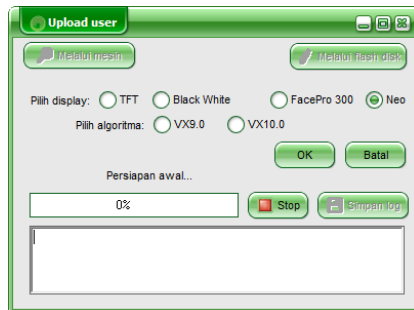 Upload user
Melalui mesin
Melalui flash disk
Pilih display: TFT Black White FacePro 300 Neo
Pilih algoritma: VX9.0 VX10.0
OK Batal
Persiapan awal...
0% Stop Simpan log